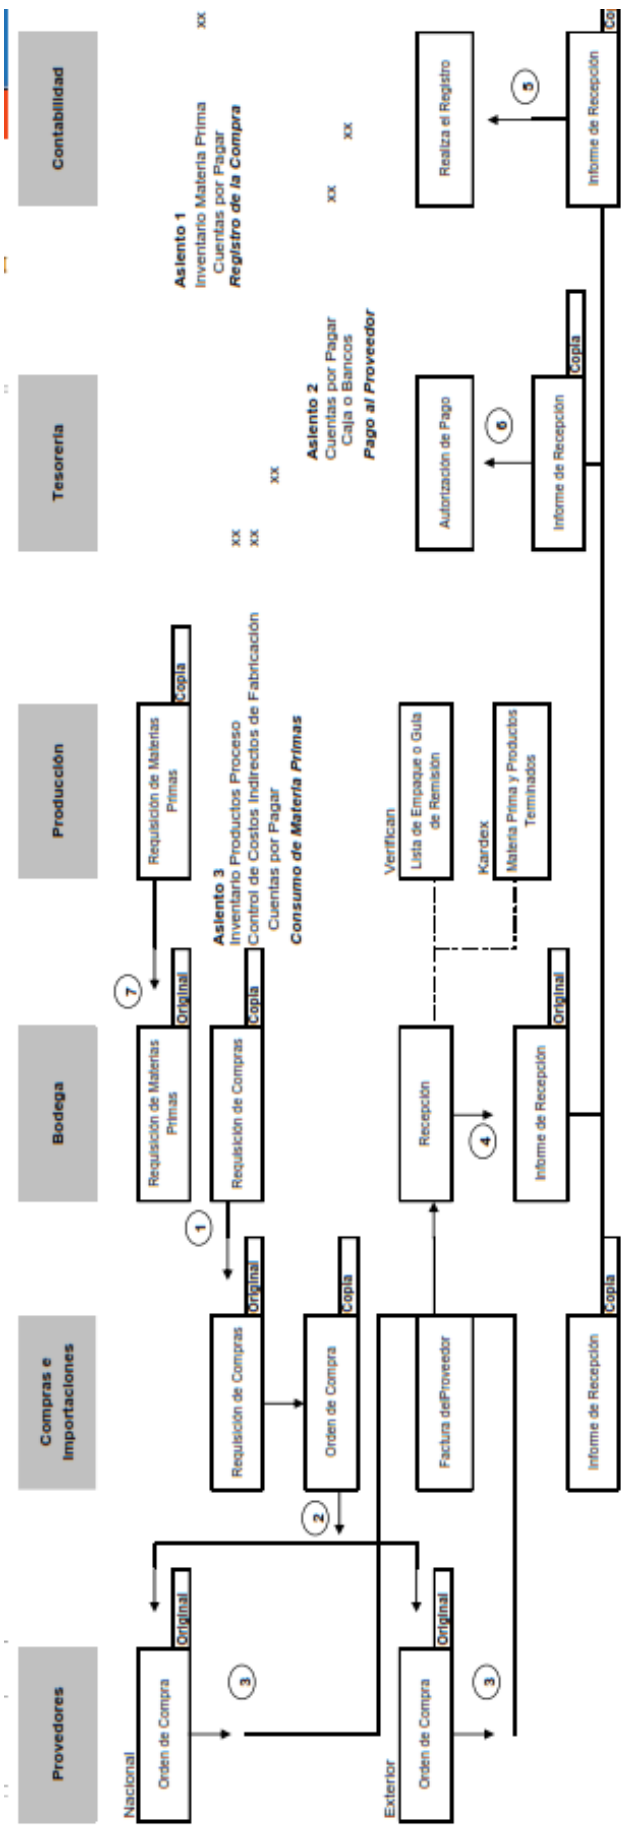 Provedores
Compras e
Importaciones
Bodega
Producción
Tesorería
Contabilidad
Nacional
Orden de Compra
Original
3
Exterior
Orden de Compra
Original
3
2
Requisición de Compras
Original
Orden de Compra
Copia
Factura delProveedor
Informe de Recepción
Copia
1
Requisición de Materias
Primas
Original
Requisición de Compras
Copia
Recepción
4
Informe de Recepción
Original
7
Requisición de Materias
Primas
Copia
Asiento 3
Inventario Productos Proceso xx
Control de Costos Indirectos de Fabricación xx
Cuentas por Pagar xx
Consumo de Materia Primas
Verifican
Lista de Empaque o Guía
de Remisión
Kardex
Materia Prima y Productos
Terminados
Asiento 1
Inventario Materia Prima xx
Cuentas por Pagar
Registro de la Compra
Asiento 2
Cuentas por Pagar xx
Caja o Bancos xx
Pago al Proveedor
Autorización de Pago
6
Informe de Recepción
Copia
Realiza el Registro
5
Informe de Recepción